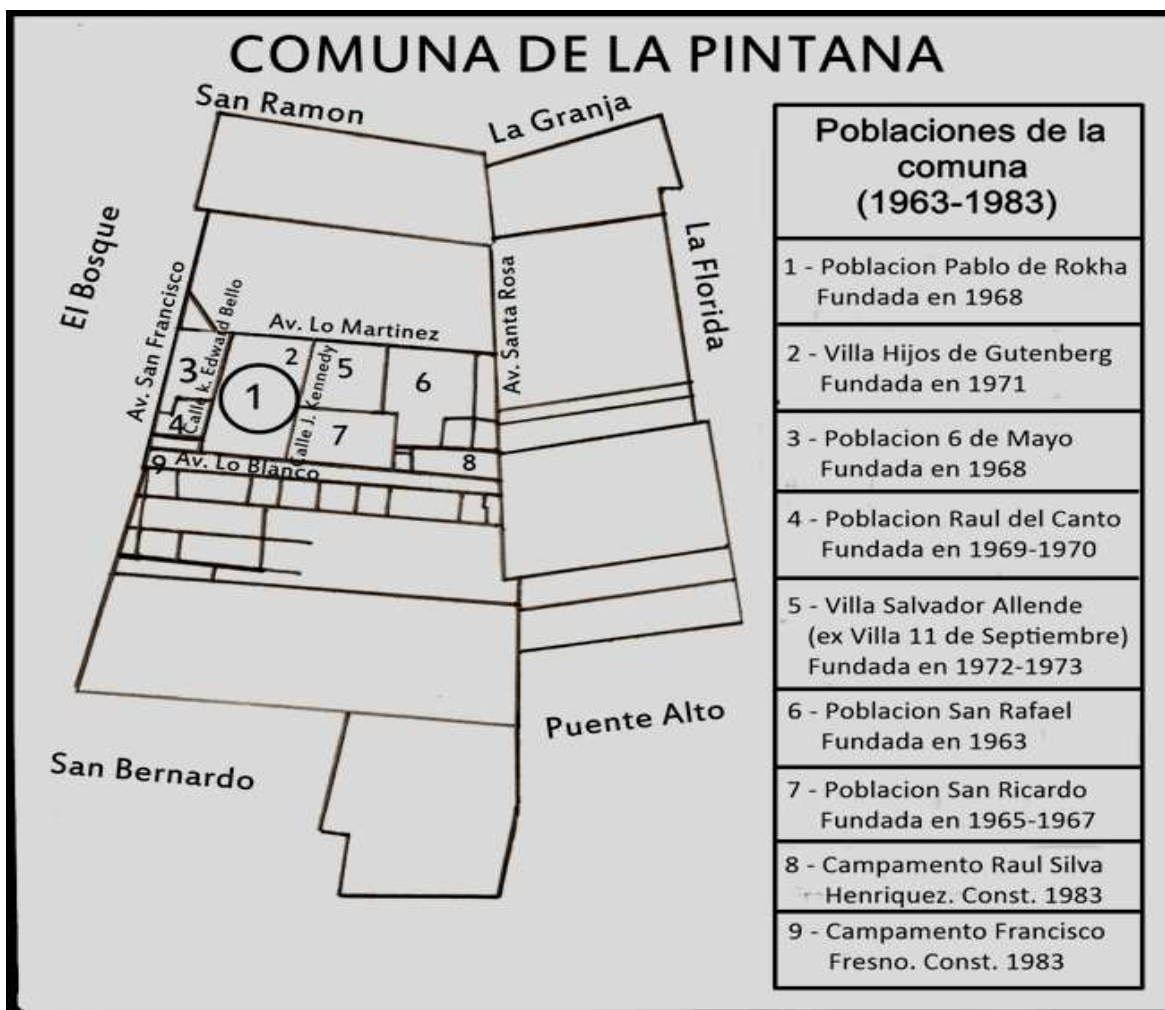 COMUNA DE LA PINTANA
San Ramon
La Granja
El Bosque
La Florida
Av. San Francisco
Calle k. Edward Bello
Av. Lo Martinez
Av. Santa Rosa
Calle J. Kennedy
1
2
3
4
5
6
7
8
9
Av. Lo Blanco
Puente Alto
San Bernardo
Poblaciones de la
comuna
(1963-1983)
1 - Poblacion Pablo de Rokha
Fundada en 1968
2 - Villa Hijos de Gutenberg
Fundada en 1971
3 - Poblacion 6 de Mayo
Fundada en 1968
4 - Poblacion Raul del Canto
Fundada en 1969-1970
5 - Villa Salvador Allende
(ex Villa 11 de Septiembre)
Fundada en 1972-1973
6 - Poblacion San Rafael
Fundada en 1963
7 - Poblacion San Ricardo
Fundada en 1965-1967
8 - Campamento Raul Silva
Henriquez. Const. 1983
9 - Campamento Francisco
Fresno. Const. 1983